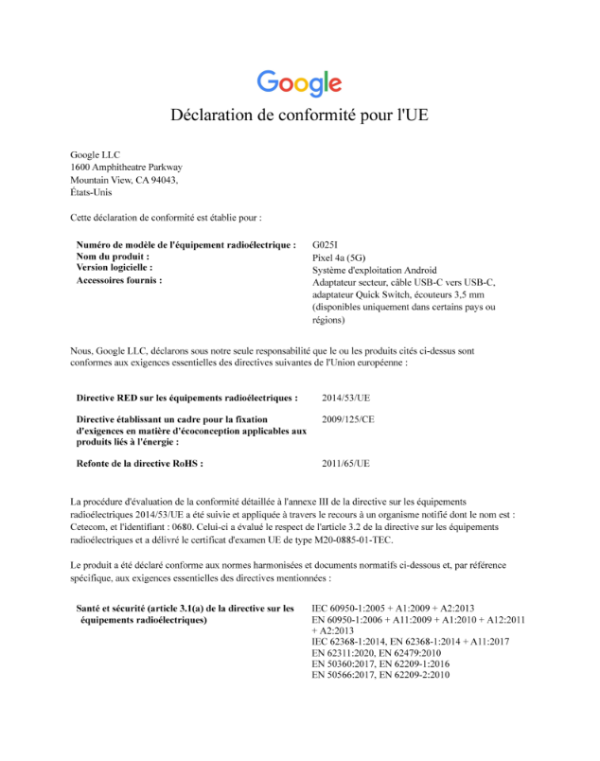 Google
Déclaration de conformité pour l'UE
Google LLC
1600 Amphitheatre Parkway
Mountain View, CA 94043,
États-Unis
Cette déclaration de conformité est établie pour :
Numéro de modèle de l'équipement radioélectrique : G025I
Nom du produit : Pixel 4a (5G)
Version logicielle : Système d'exploitation Android
Accessoires fournis : Adaptateur secteur, câble USB-C vers USB-C,
adaptateur Quick Switch, écouteurs 3,5 mm
(disponibles uniquement dans certains pays ou
régions)
Nous, Google LLC, déclarons sous notre seule responsabilité que le ou les produits cités ci-dessus sont
conformes aux exigences essentielles des directives suivantes de l'Union européenne :
Directive RED sur les équipements radioélectriques : 2014/53/UE
Directive établissant un cadre pour la fixation 2009/125/CE
d'exigences en matière d'écoconception applicables aux
produits liés à l'énergie :
Refonte de la directive RoHS : 2011/65/UE
La procédure d'évaluation de la conformité détaillée à l'annexe III de la directive sur les équipements
radioélectriques 2014/53/UE a été suivie et appliquée à travers le recours à un organisme notifié dont le nom est :
Cetecom, et l'identifiant : 0680. Celui-ci a évalué le respect de l'article 3.2 de la directive sur les équipements
radioélectriques et a délivré le certificat d'examen UE de type M20-0885-01-TEC.
Le produit a été déclaré conforme aux normes harmonisées et documents normatifs ci-dessous et, par référence
spécifique, aux exigences essentielles des directives mentionnées :
Santé et sécurité (article 3.1(a) de la directive sur les IEC 60950-1:2005 + A1:2009 + A2:2013
équipements radioélectriques) EN 60950-1:2006 + A11:2009 + A1:2010 + A12:2011
+ A2:2013
IEC 62368-1:2014, EN 62368-1:2014 + A11:2017
EN 62311:2020, EN 62479:2010
EN 50360:2017, EN 62209-1:2016
EN 50566:2017, EN 62209-2:2010